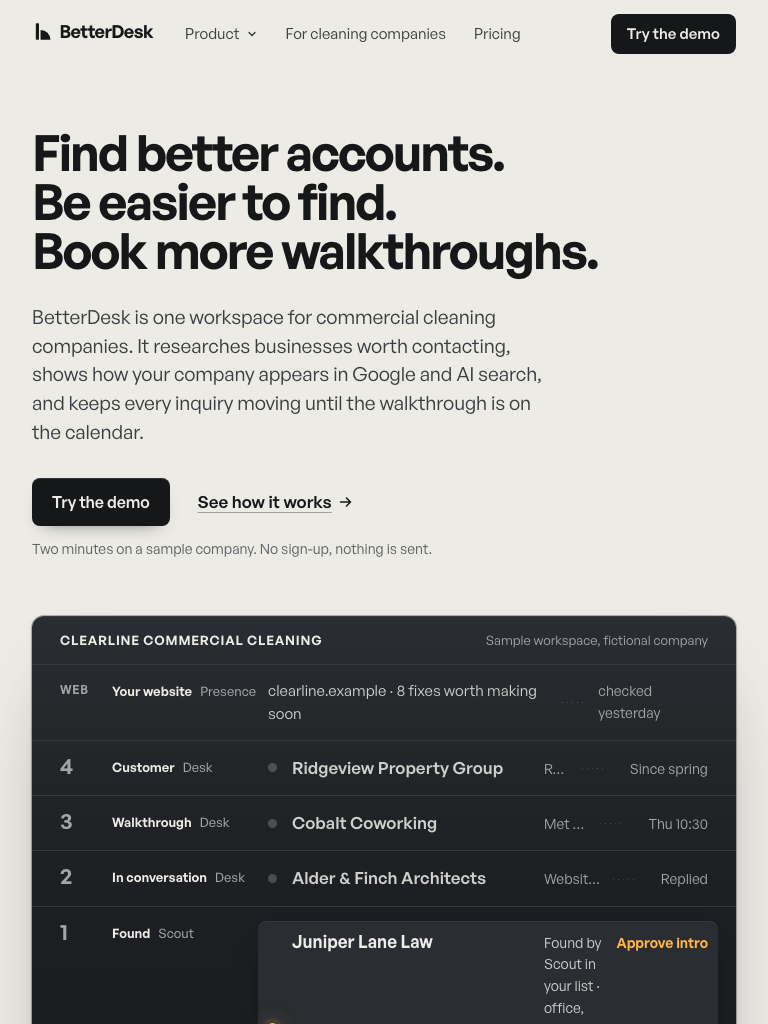 BetterDesk
Product
For cleaning companies
Pricing
Try the demo
Find better accounts.
Be easier to find.
Book more walkthroughs.
BetterDesk is one workspace for commercial cleaning
companies. It researches businesses worth contacting,
shows how your company appears in Google and AI search,
and keeps every inquiry moving until the walkthrough is on
the calendar.
Try the demo
See how it works →
Two minutes on a sample company. No sign-up, nothing is sent.
CLEARLINE COMMERCIAL CLEANING
Sample workspace, fictional company
WEB Your website Presence clearline.example · 8 fixes worth making
soon
checked
yesterday
4 Customer Desk Ridgeview Property Group R… Since spring
3 Walkthrough Desk Cobalt Coworking Met … Thu 10:30
2 In conversation Desk Alder & Finch Architects Websit… Replied
1 Found Scout Juniper Lane Law Found by Approve intro
Scout in
your list ·
office,